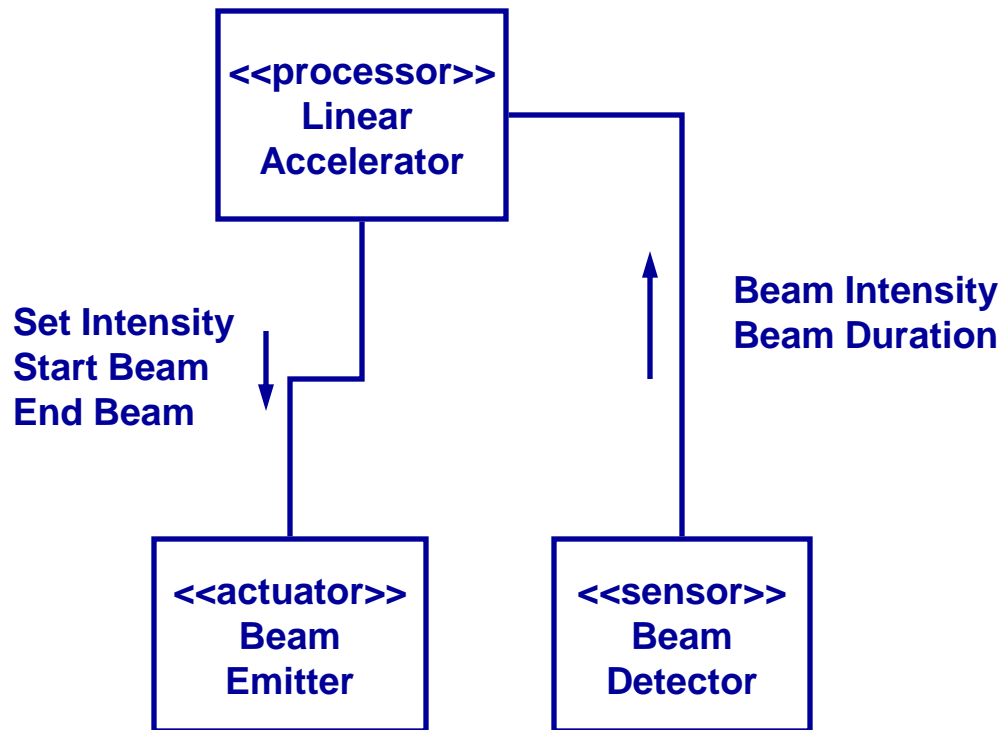 <<processor>>
Linear
Accelerator
Set Intensity
Start Beam
End Beam
Beam Intensity
Beam Duration
<<actuator>>
Beam
Emitter
<<sensor>>
Beam
Detector